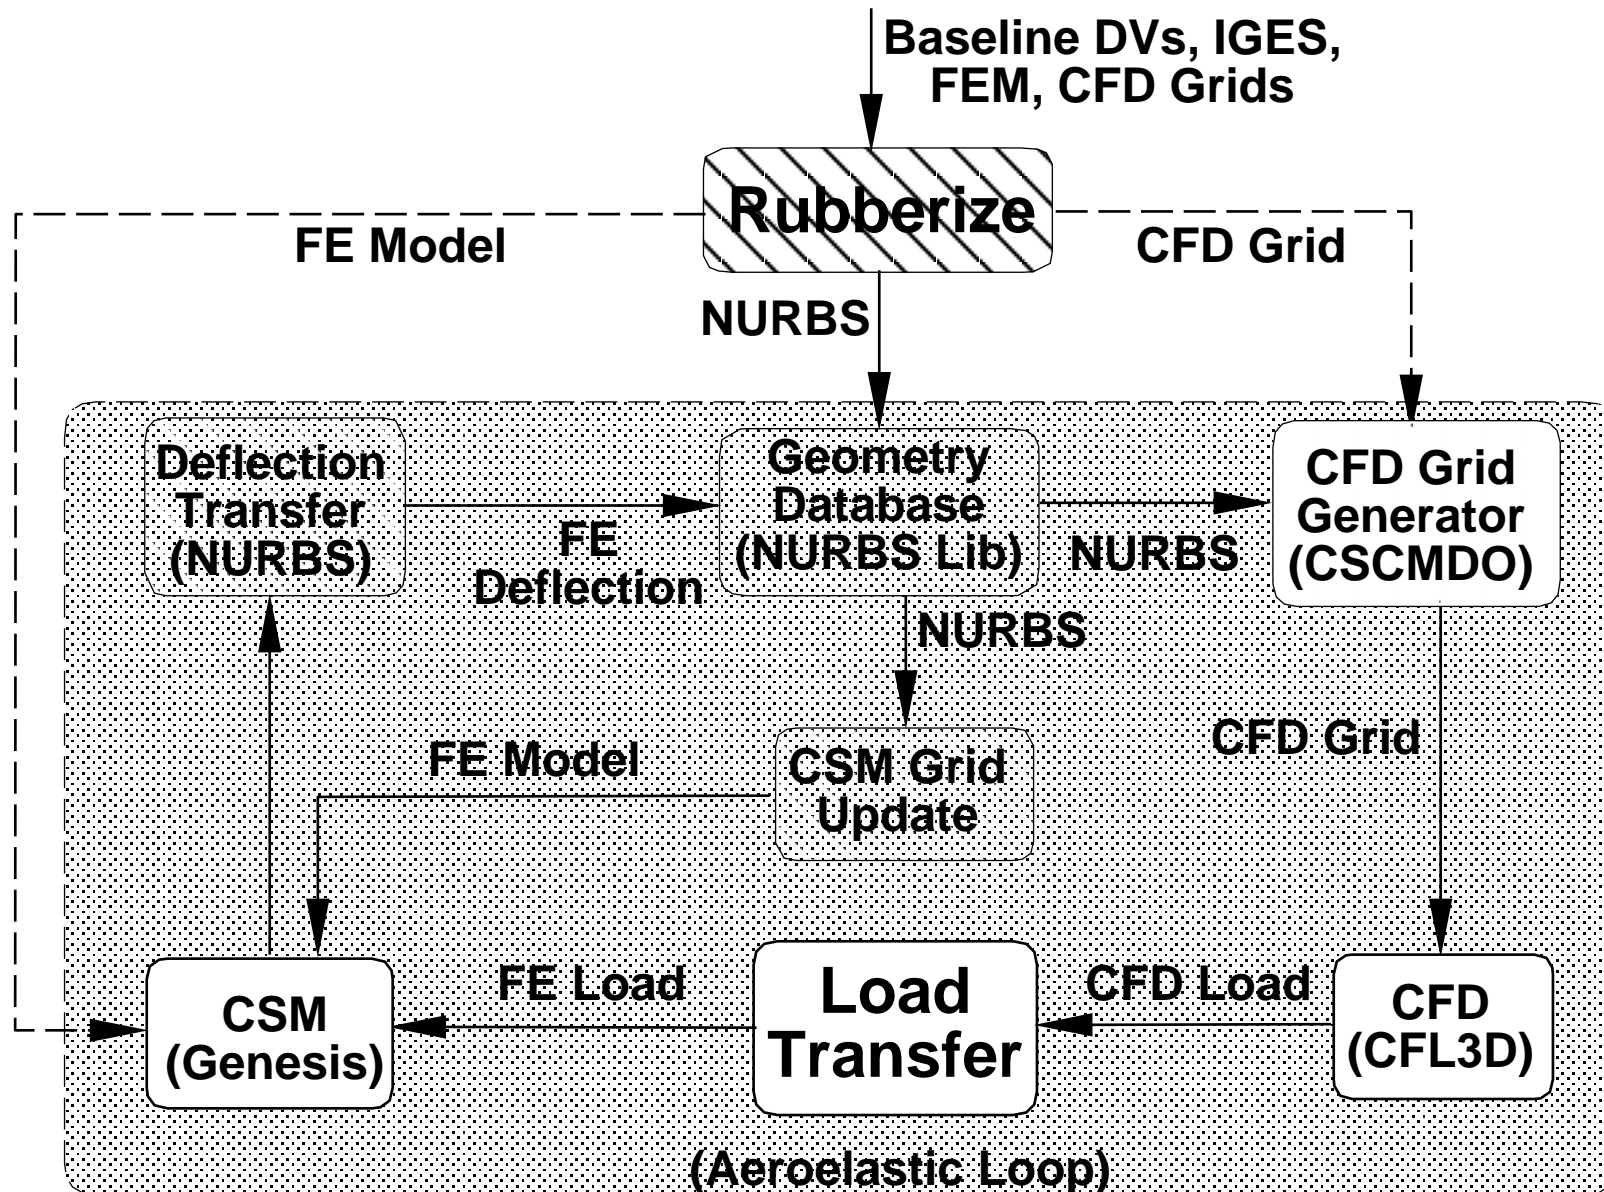 Baseline DVs, IGES,
FEM, CFD Grids
Rubberize
FE Model
CFD Grid
NURBS
Deflection
Transfer
(NURBS)
FE
Deflection
Geometry
Database
(NURBS Lib)
NURBS
CFD Grid
Generator
(CSCMDO)
NURBS
CFD Grid
FE Model
CSM Grid
Update
CSM
(Genesis)
FE Load
Load
Transfer
CFD Load
CFD
(CFL3D)
(Aeroelastic Loop)